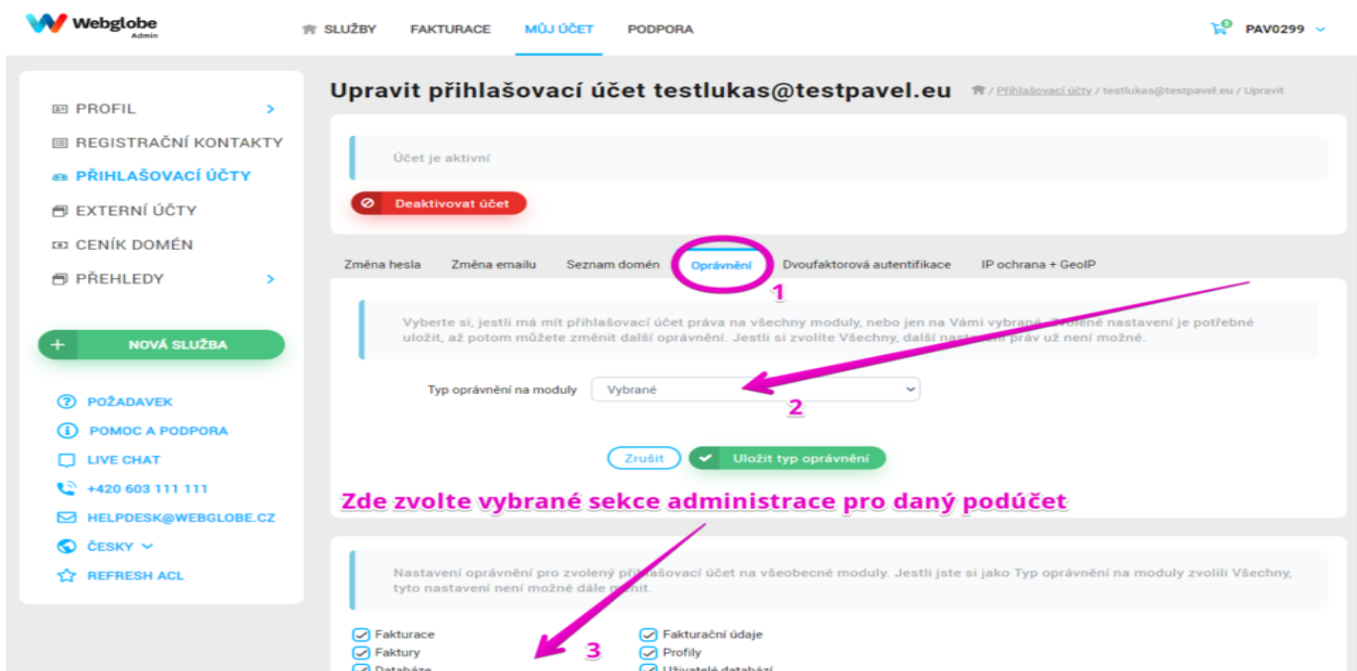 Webglobe
Admin
SLUŽBY
FAKTURACE
MŮJ ÚČET
PODPORA
3
PAV0299
PROFIL
REGISTRAČNÍ KONTAKTY
PŘIHLAŠOVACÍ ÚČTY
EXTERNÍ ÚČTY
CENÍK DOMÉN
PŘEHLEDY
NOVÁ SLUŽBA
POŽADAVEK
POMOC A PODPORA
LIVE CHAT
+420 603 111 111
HELPDESK@WEBGLOBE.CZ
ČESKY
REFRESH ACL
Upravit přihlašovací účet testlukas@testpavel.eu
/ Přihlašovací účty / testlukas@testpavel.eu / Upravit
Účet je aktivní
Deaktivovat účet
Změna hesla
Změna emailu
Seznam domén
Oprávnění
Dvoufaktorová autentifikace
IP ochrana + GeoIP
1
Vyberte si, jestli má mít přihlašovací účet práva na všechny moduly, nebo jen na Vámi vybrané. Zvolené nastavení je potřebné
uložit, až potom můžete změnit další oprávnění. Jestli si zvolíte Všechny, další nastavení práv už není možné.
Typ oprávnění na moduly
Vybrané
2
Zrušit
Uložit typ oprávnění
Zde zvolte vybrané sekce administrace pro daný podúčet
Nastavení oprávnění pro zvolený přihlašovací účet na všeobecné moduly. Jestli jste si jako Typ oprávnění na moduly zvolili Všechny,
tyto nastavení není možné dále měnit.
Fakturace
Fakturační údaje
Faktury
3
Profily
Databáze
Uživatelé databází